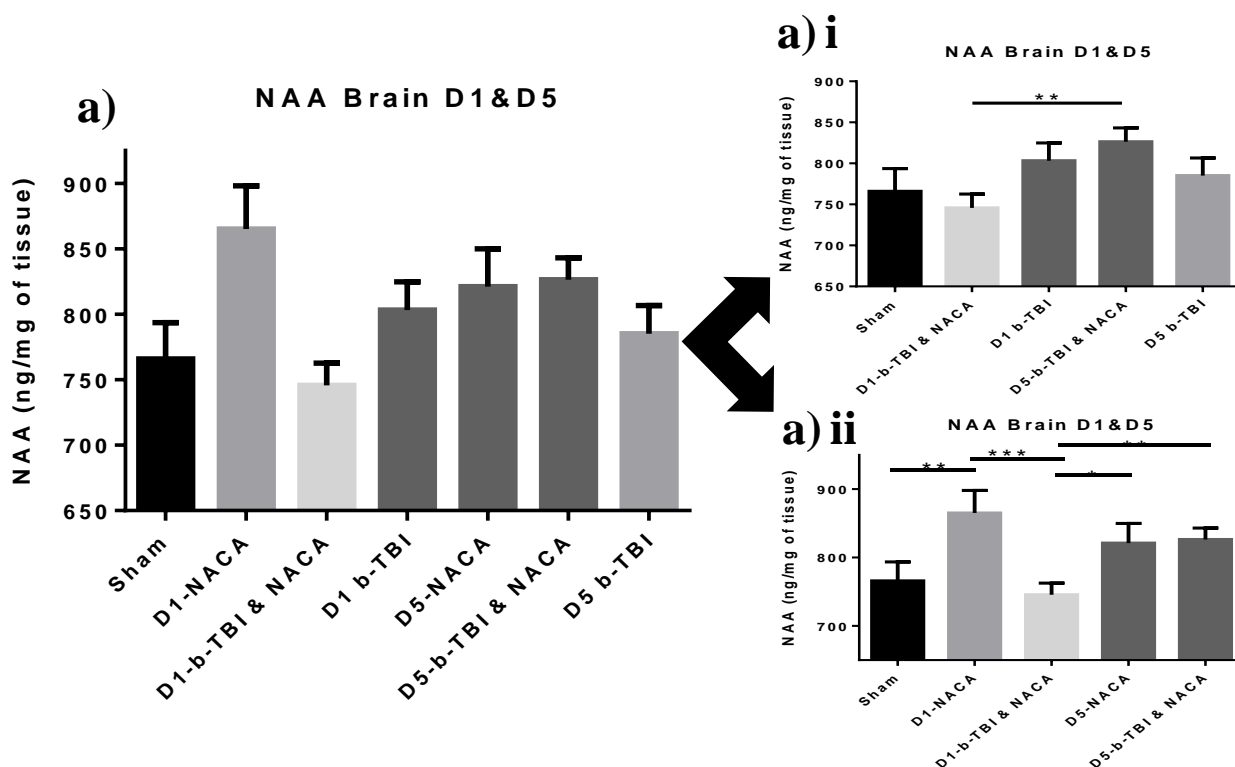 a)
NAA Brain D1&D5
NAA (ng/mg of tissue)
900
850
800
750
700
650
Sham
D1-NACA
D1-b-TBI & NACA
D1 b-TBI
D5-NACA
D5-b-TBI & NACA
D5 b-TBI
a) i
NAA Brain D1&D5
NAA (ng/mg of tissue)
900
850
800
750
700
650
**
Sham
D1-b-TBI & NACA
D1 b-TBI
D5-b-TBI & NACA
D5 b-TBI
a) ii
NAA Brain D1&D5
NAA (ng/mg of tissue)
900
800
700
**
***
**
*
Sham
D1-NACA
D1-b-TBI & NACA
D5-NACA
D5-b-TBI & NACA